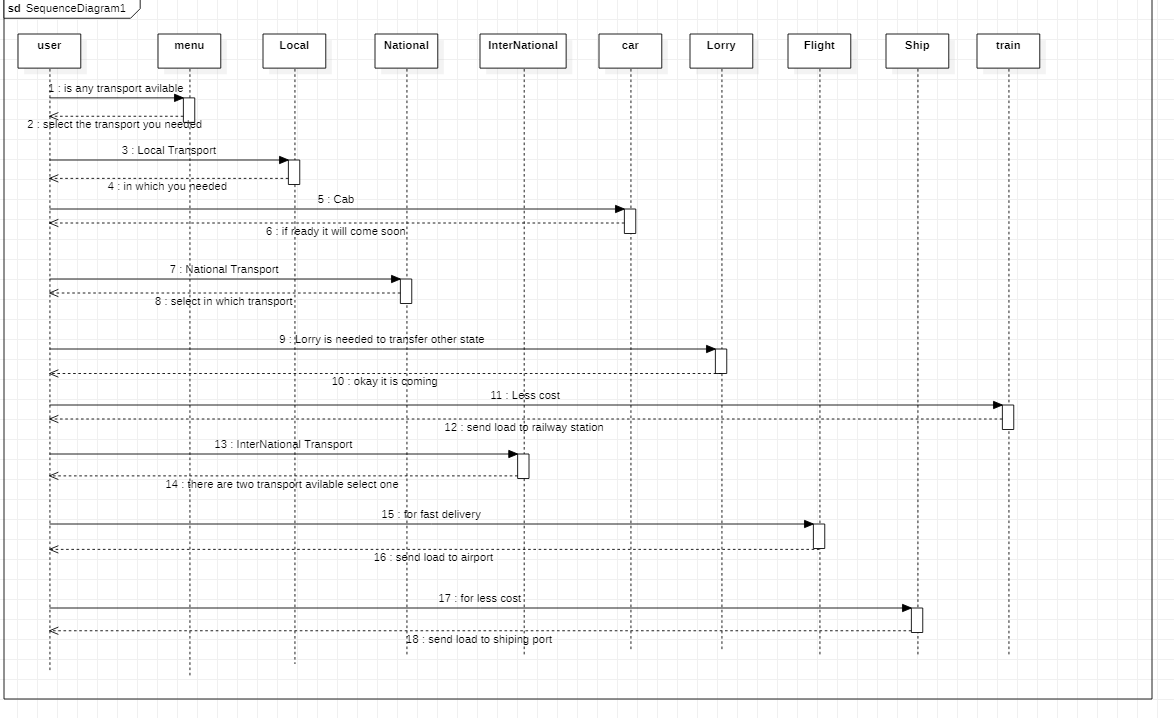 sd SequenceDiagram1
user menu Local National InterNational car Lorry Flight Ship train
1 : is any transport avilable
2 : select the transport you needed
3 : Local Transport
4 : in which you needed
5 : Cab
6 : if ready it will come soon
7 : National Transport
8 : select in which transport
9 : Lorry is needed to transfer other state
10 : okay it is coming
11 : Less cost
12 : send load to railway station
13 : InterNational Transport
14 : there are two transport avilable select one
15 : for fast delivery
16 : send load to airport
17 : for less cost
18 : send load to shiping port